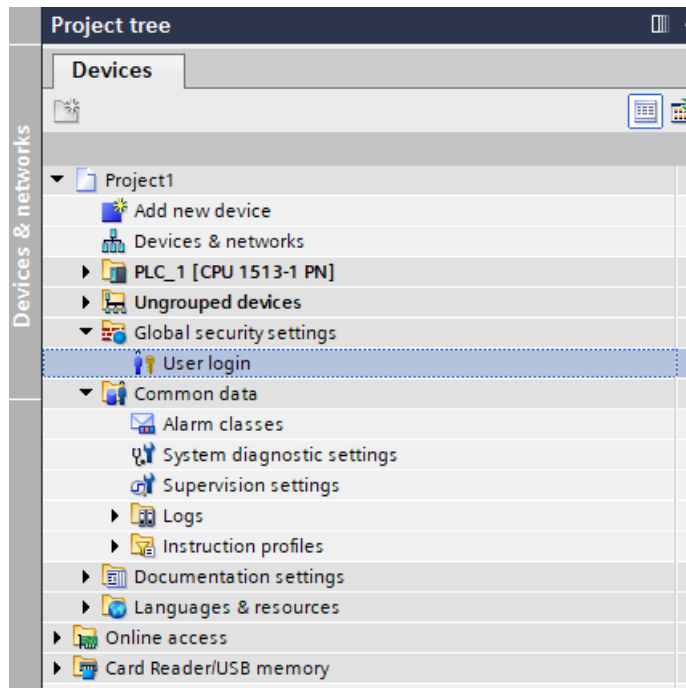 Project tree
Devices
Devices & networks
Project1
Add new device
Devices & networks
PLC_1 [CPU 1513-1 PN]
Ungrouped devices
Global security settings
User login
Common data
Alarm classes
System diagnostic settings
Supervision settings
Logs
Instruction profiles
Documentation settings
Languages & resources
Online access
Card Reader/USB memory